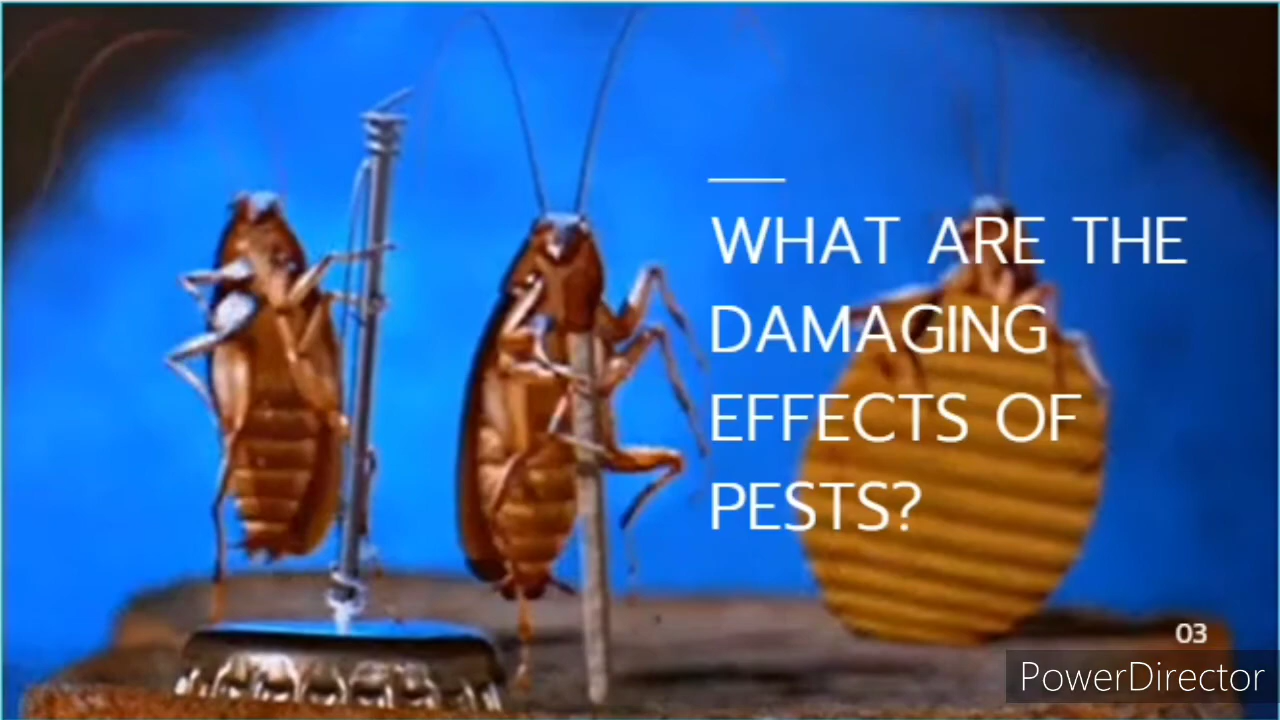 WHAT ARE THE
DAMAGING
EFFECTS OF
PESTS?
03
PowerDirector